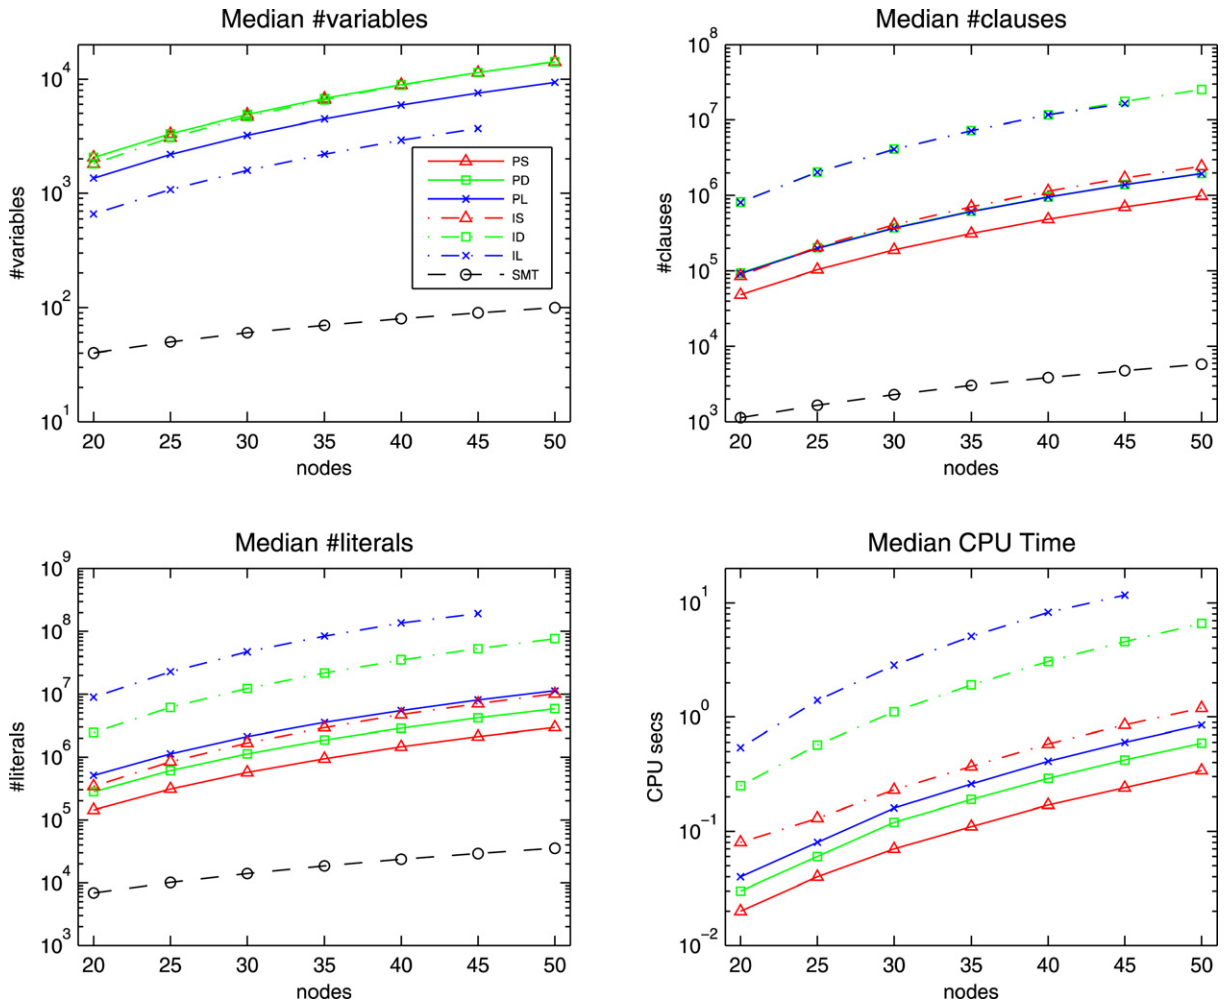 Median #variables
#variables
10^4
10^3
10^2
10^1
20 25 30 35 40 45 50
nodes
PS
PD
PL
IS
ID
IL
SMT
Median #clauses
#clauses
10^8
10^7
10^6
10^5
10^4
10^3
20 25 30 35 40 45 50
nodes
Median #literals
#literals
10^9
10^8
10^7
10^6
10^5
10^4
10^3
20 25 30 35 40 45 50
nodes
Median CPU Time
CPU secs
10^1
10^0
10^−1
10^−2
20 25 30 35 40 45 50
nodes